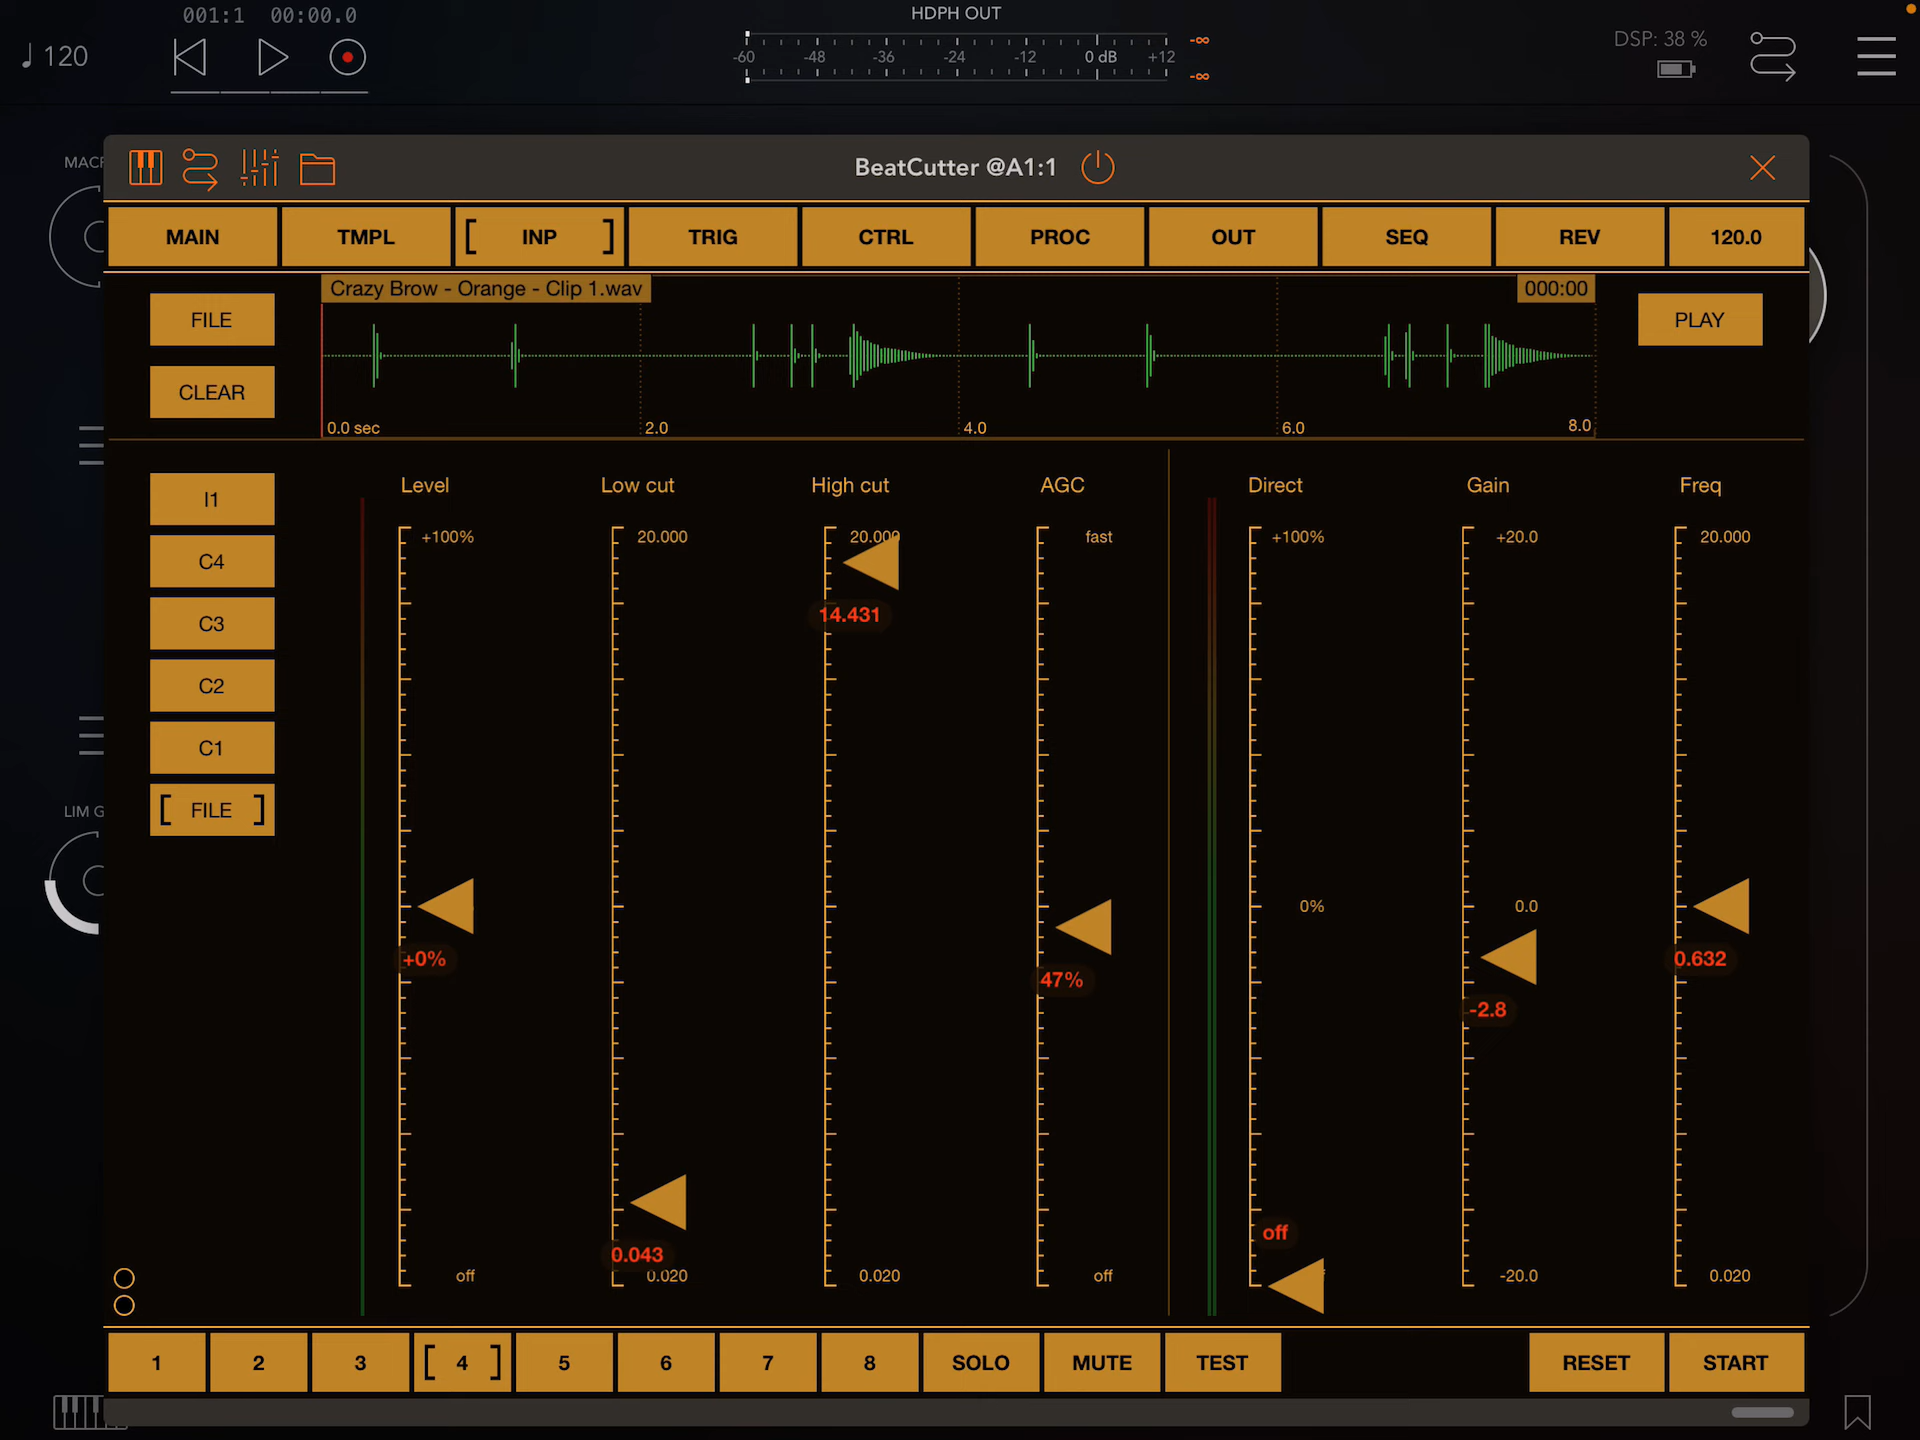 001:1 00:00.0
HDPH OUT
120
-60 -48 -36 -24 -12 0 dB +12
-∞
-∞
DSP: 38 %
BeatCutter @A1:1
MAIN TMPL [ INP ] TRIG CTRL PROC OUT SEQ REV 120.0
FILE
Crazy Brow - Orange - Clip 1.wav
000:00
PLAY
CLEAR
0.0 sec 2.0 4.0 6.0 8.0
I1
C4
C3
C2
C1
[ FILE ]
Level Low cut High cut AGC Direct Gain Freq
+100% 20.000 20.000 fast +100% +20.0 20.000
14.431
0% 0.0
+0% 47% -2.8 0.632
off
0.043
off 0.020 0.020 off -20.0 0.020
1 2 3 [ 4 ] 5 6 7 8 SOLO MUTE TEST RESET START
LIM G